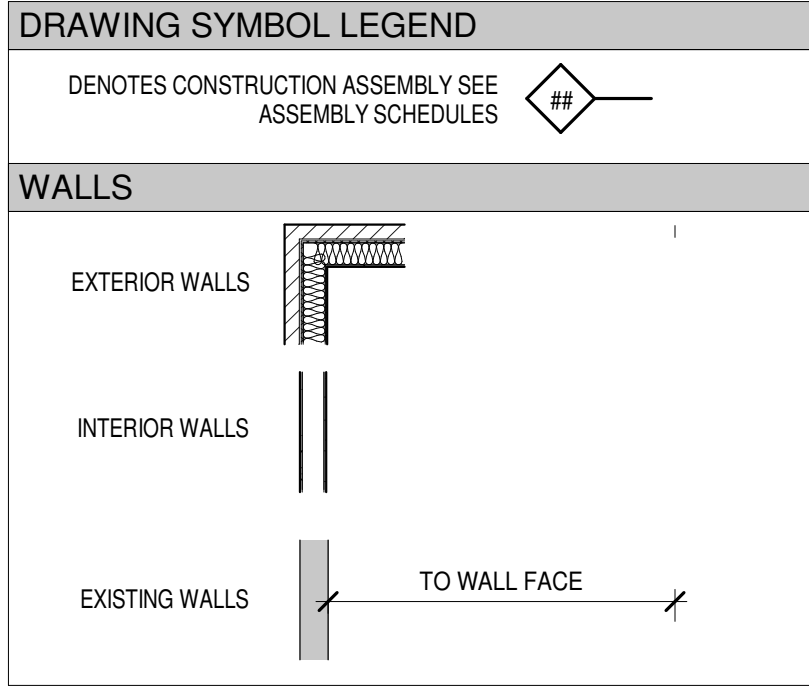 DRAWING SYMBOL LEGEND
DENOTES CONSTRUCTION ASSEMBLY SEE
ASSEMBLY SCHEDULES
##
WALLS
EXTERIOR WALLS
INTERIOR WALLS
EXISTING WALLS
TO WALL FACE